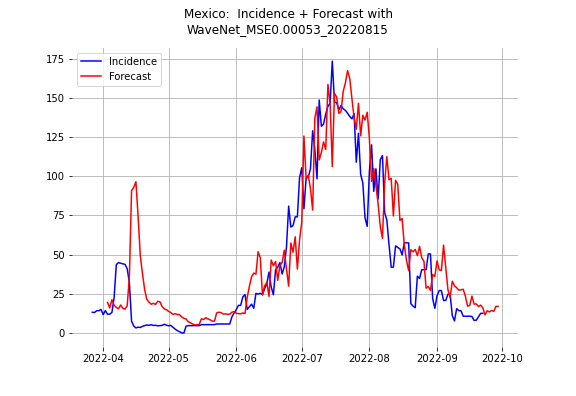 Mexico:  Incidence + Forecast with
WaveNet_MSE0.00053_20220815
Incidence
Forecast
175
150
125
100
75
50
25
0
2022-04 2022-05 2022-06 2022-07 2022-08 2022-09 2022-10